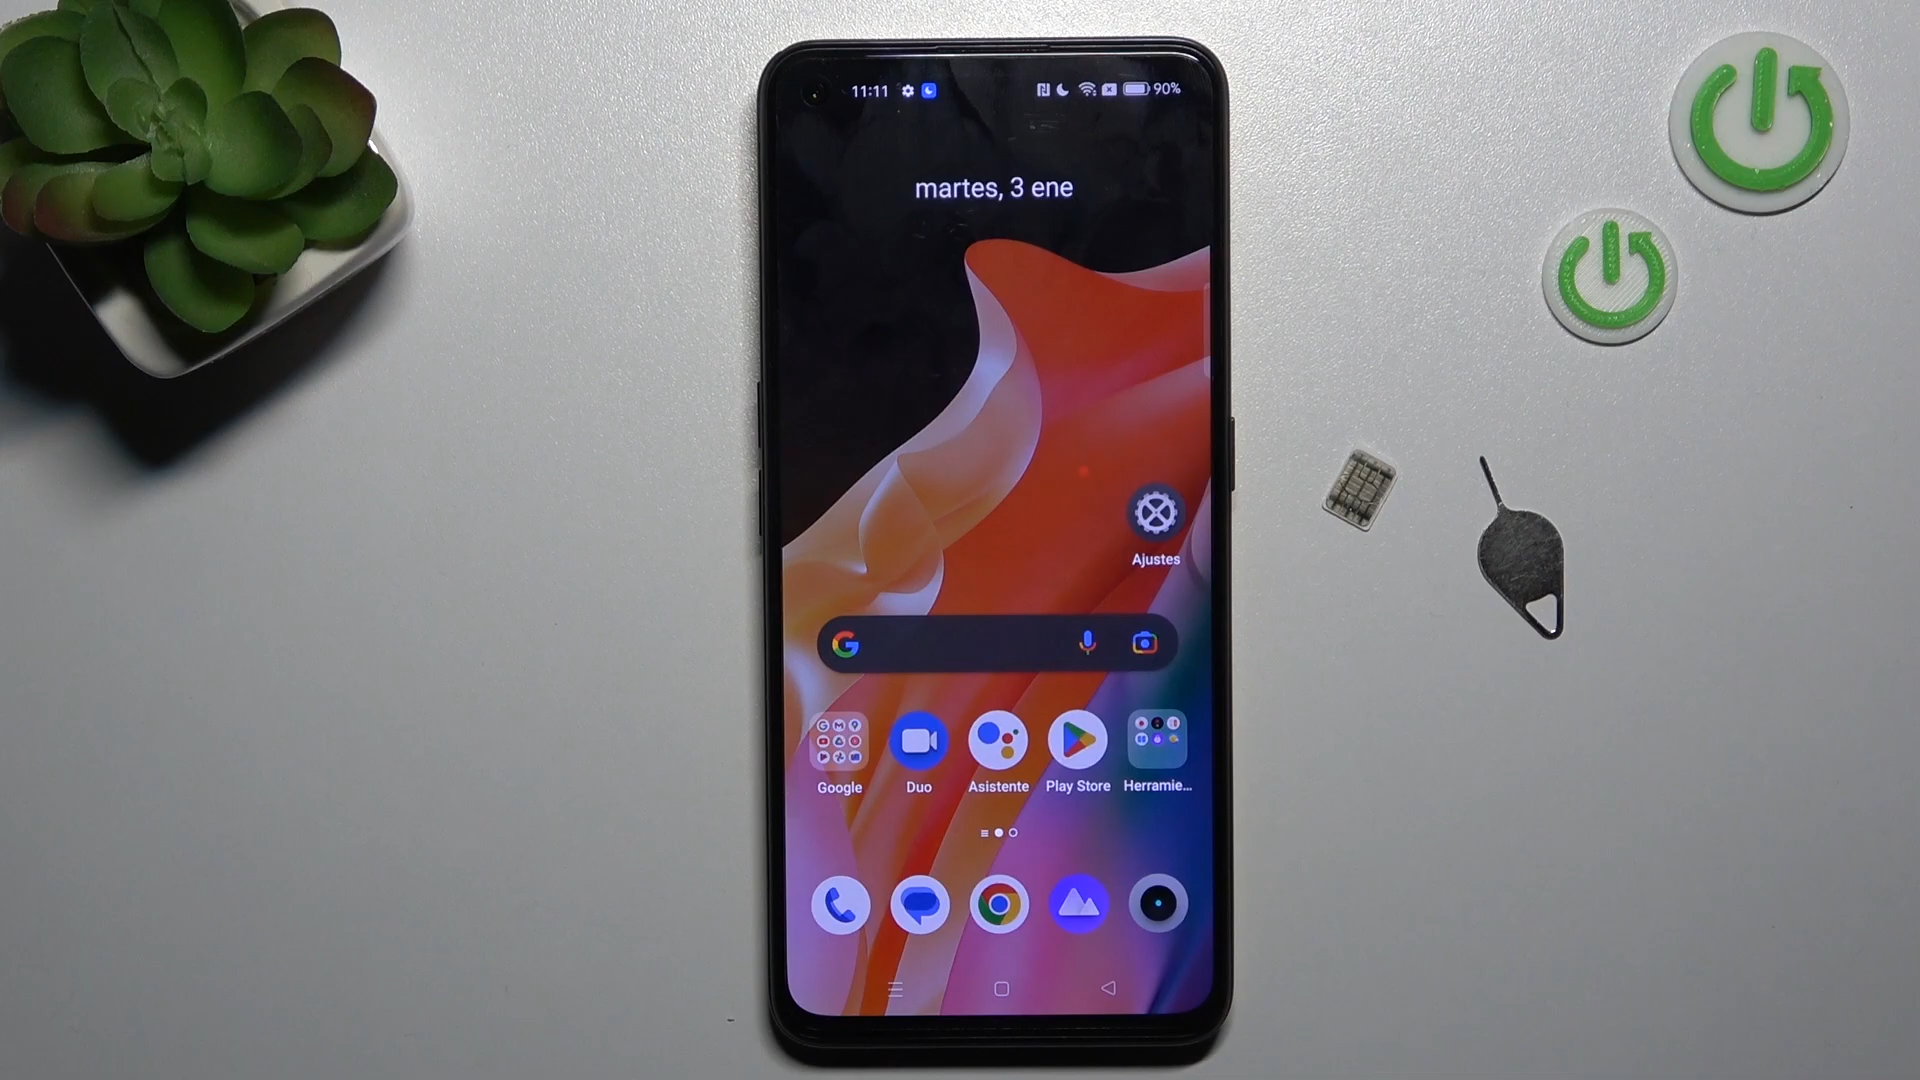 11:11
90%
martes, 3 ene
Ajustes
Google
Duo
Asistente
Play Store
Herramie...